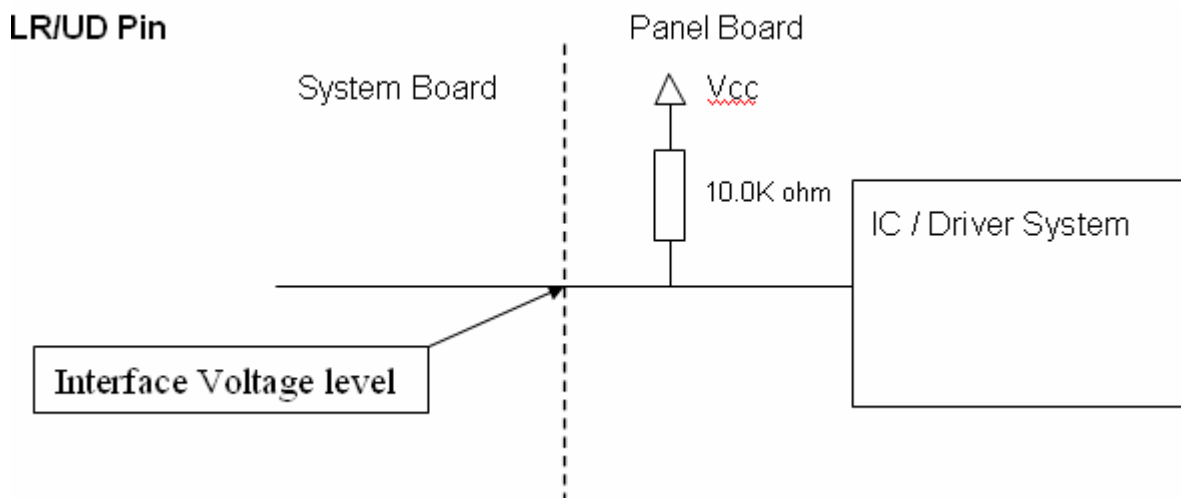 LR/UD Pin
Panel Board
System Board
Vcc
10.0K ohm
IC / Driver System
Interface Voltage level